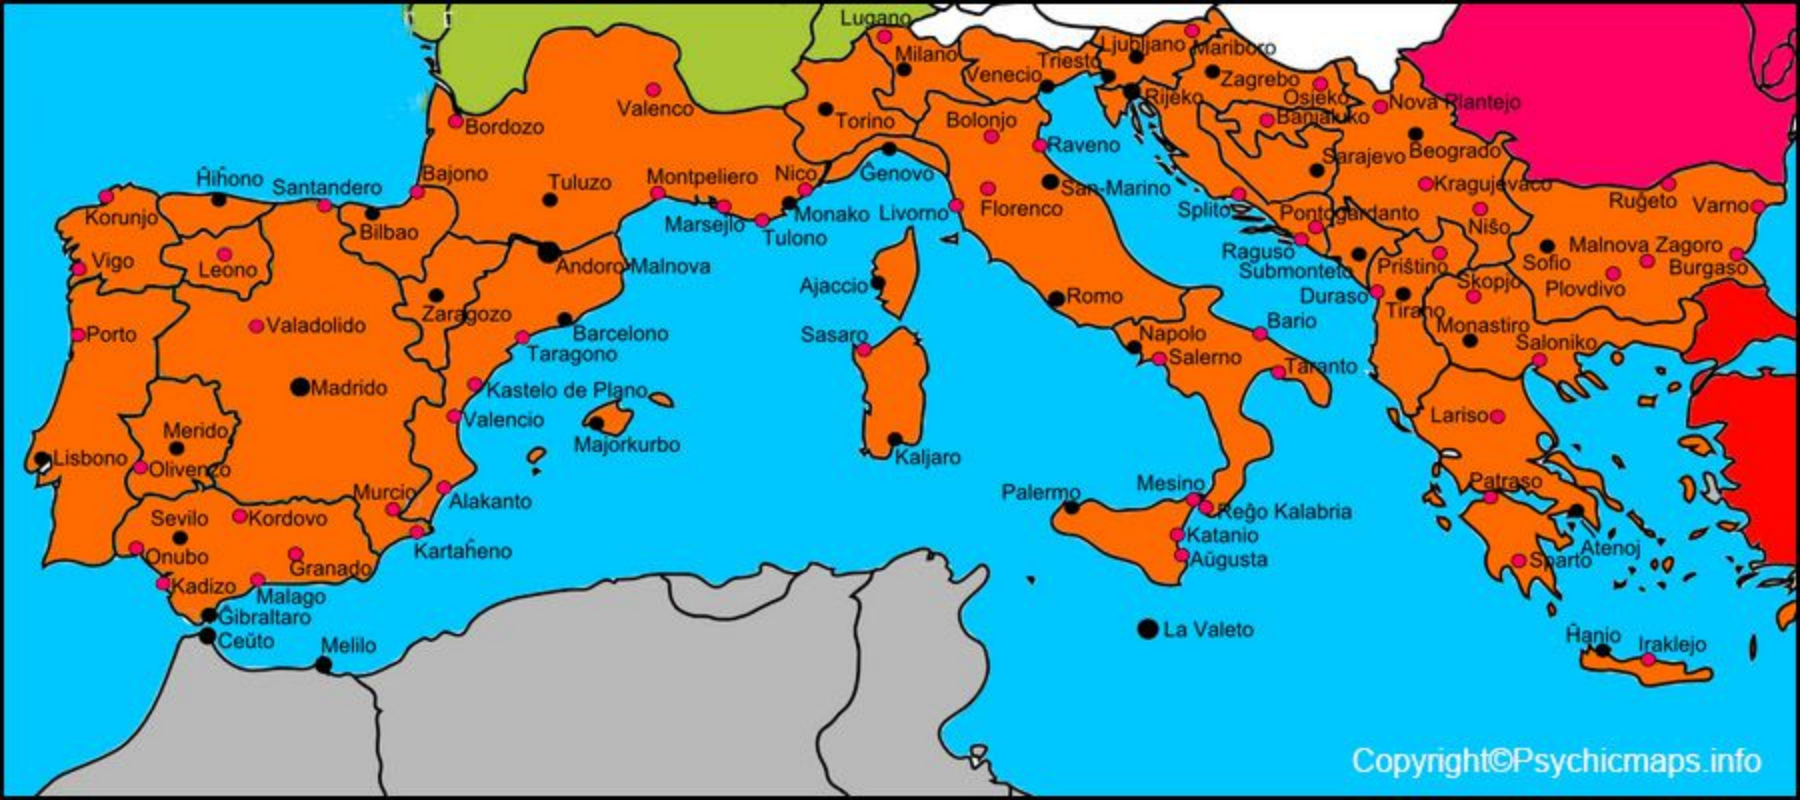 Lugano
Milano
Ljubljano
Mariboro
Triesto
Venecio
Zagrebo
Osjeko
Nova Plantejo
Rijeko
Valenco
Bordozo
Torino
Bolonjo
Banjaluko
Raveno
Sarajevo
Beogrado
Ĝenovo
Ĥiĥono
Santandero
Bajono
Tuluzo
Montpeliero
Nico
San-Marino
Kragujevaco
Korunjo
Bilbao
Marsejlo
Tulono
Monako
Livorno
Florenco
Splito
Pontogardanto
Ruĝeto
Varno
Nišo
Vigo
Leono
Andoro-Malnova
Raguso
Submonteto
Priŝtino
Sofio
Malnova Zagoro
Burgaso
Ajaccio
Zaragozo
Romo
Duraso
Tirano
Skopjo
Plovdivo
Porto
Valadolido
Barcelono
Taragono
Sasaro
Napolo
Salerno
Bario
Monastiro
Saloniko
Madrido
Kastelo de Plano
Taranto
Valencio
Lariso
Merido
Majorkurbo
Lisbono
Olivenzo
Kaljaro
Murcio
Alakanto
Palermo
Mesino
Patraso
Reĝo Kalabria
Sevilo
Kordovo
Onubo
Kartaĥeno
Katanio
Atenoj
Granado
Aŭgusta
Sparto
Kadizo
Malago
Ĝibraltaro
Ceŭto
Melilo
La Valeto
Ĥanio
Iraklejo
Copyright©Psychicmaps.info